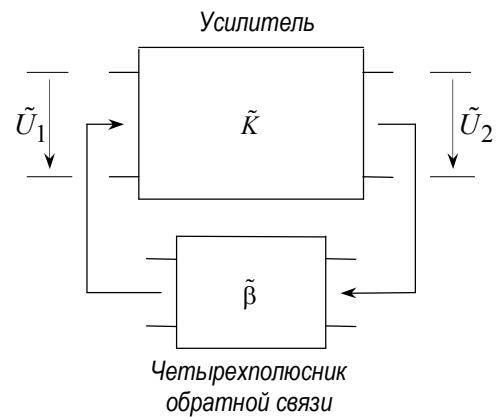 Усилитель
Ũ1
K̃
Ũ2
β̃
Четырехполюсник
обратной связи